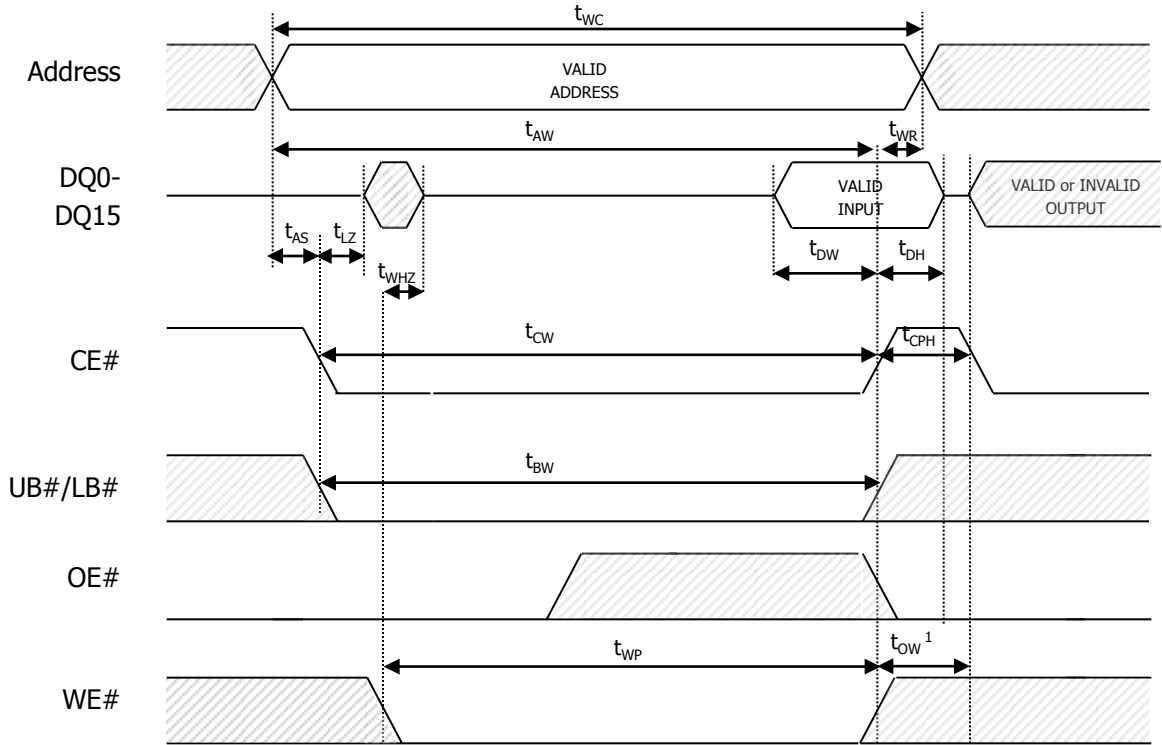 tWC
Address
VALID
ADDRESS
tAW
tWR
DQ0-
DQ15
VALID
INPUT
VALID or INVALID
OUTPUT
tAS
tLZ
tDW
tDH
tWHZ
CE#
tCW
tCPH
UB#/LB#
tBW
OE#
tWP
tOW 1
WE#